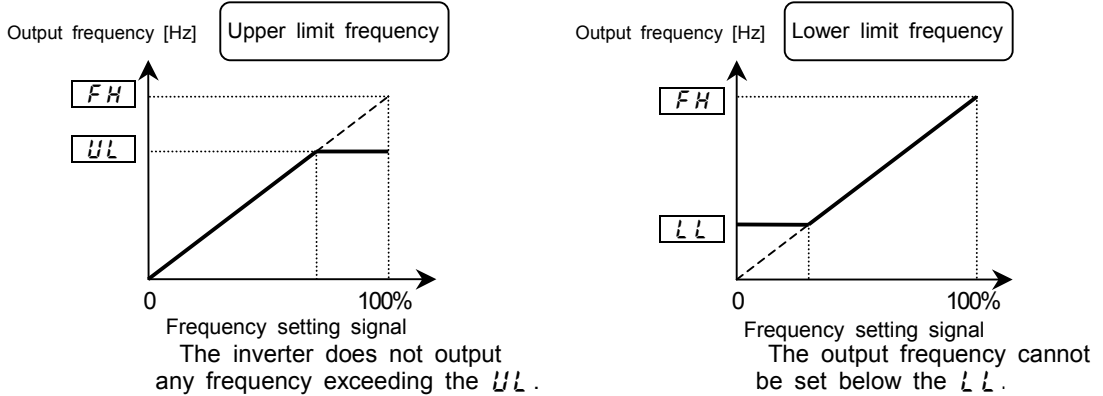 Output frequency [Hz]
Upper limit frequency
FH
UL
0
100%
Frequency setting signal
The inverter does not output
any frequency exceeding the UL.
Output frequency [Hz]
Lower limit frequency
FH
LL
0
100%
Frequency setting signal
The output frequency cannot
be set below the LL.